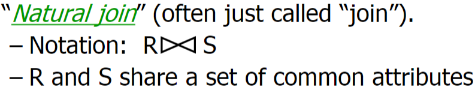 “Natural join” (often just called “join”).
– Notation: R⋈S
– R and S share a set of common attributes